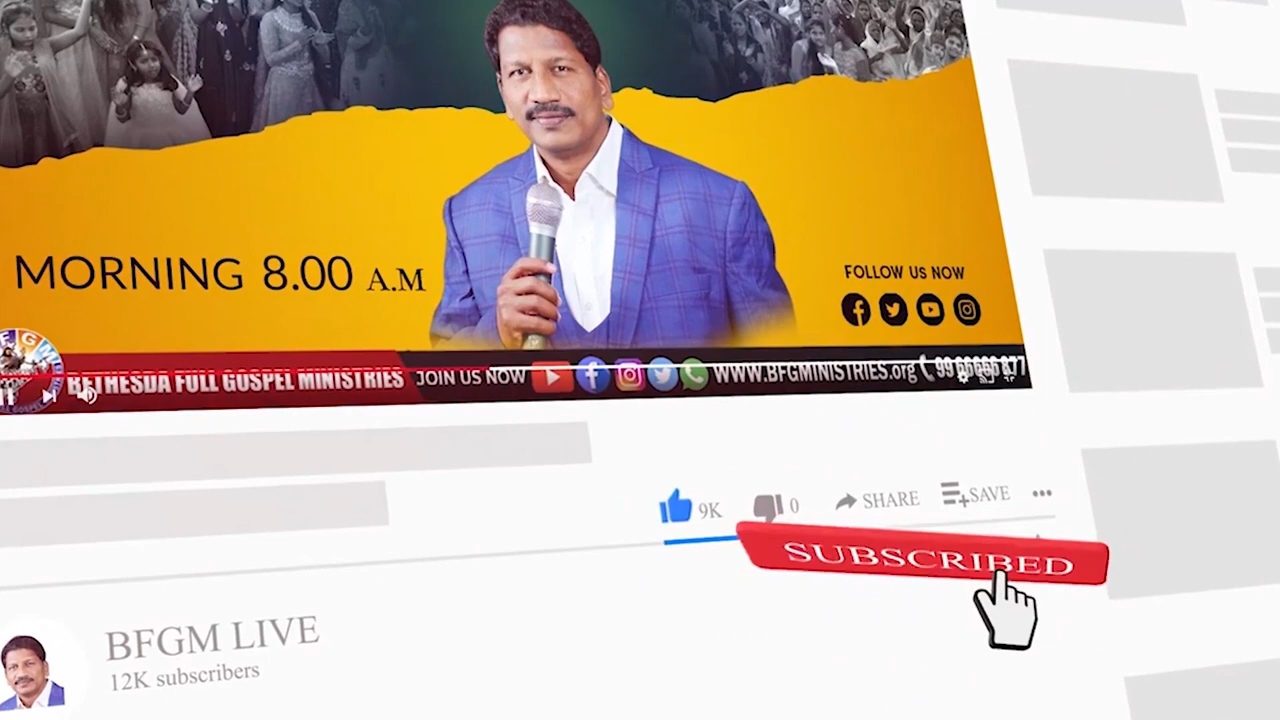 MORNING 8.00 A.M
FOLLOW US NOW
BETHESDA FULL GOSPEL MINISTRIES JOIN US NOW WWW.BFGMINISTRIES.org
9K 0 SHARE SAVE
SUBSCRIBED
BFGM LIVE
12K subscribers